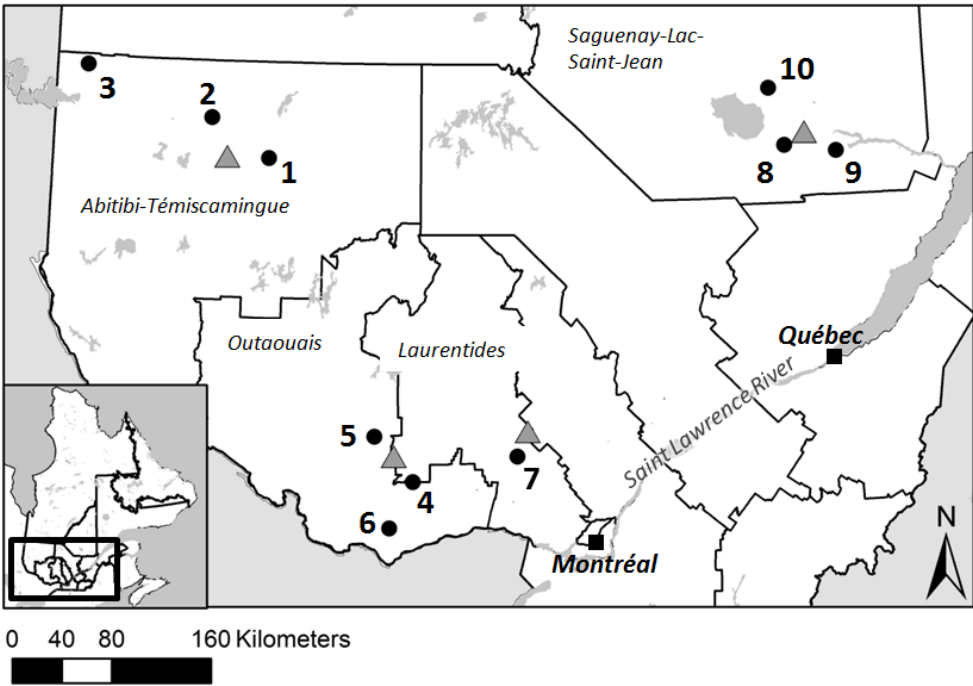 Saguenay-Lac-
Saint-Jean
3
2
10
1
8
9
Abitibi-Témiscamingue
Outaouais
Laurentides
Québec
Saint Lawrence River
5
4
7
6
Montréal
N
0 40 80 160 Kilometers